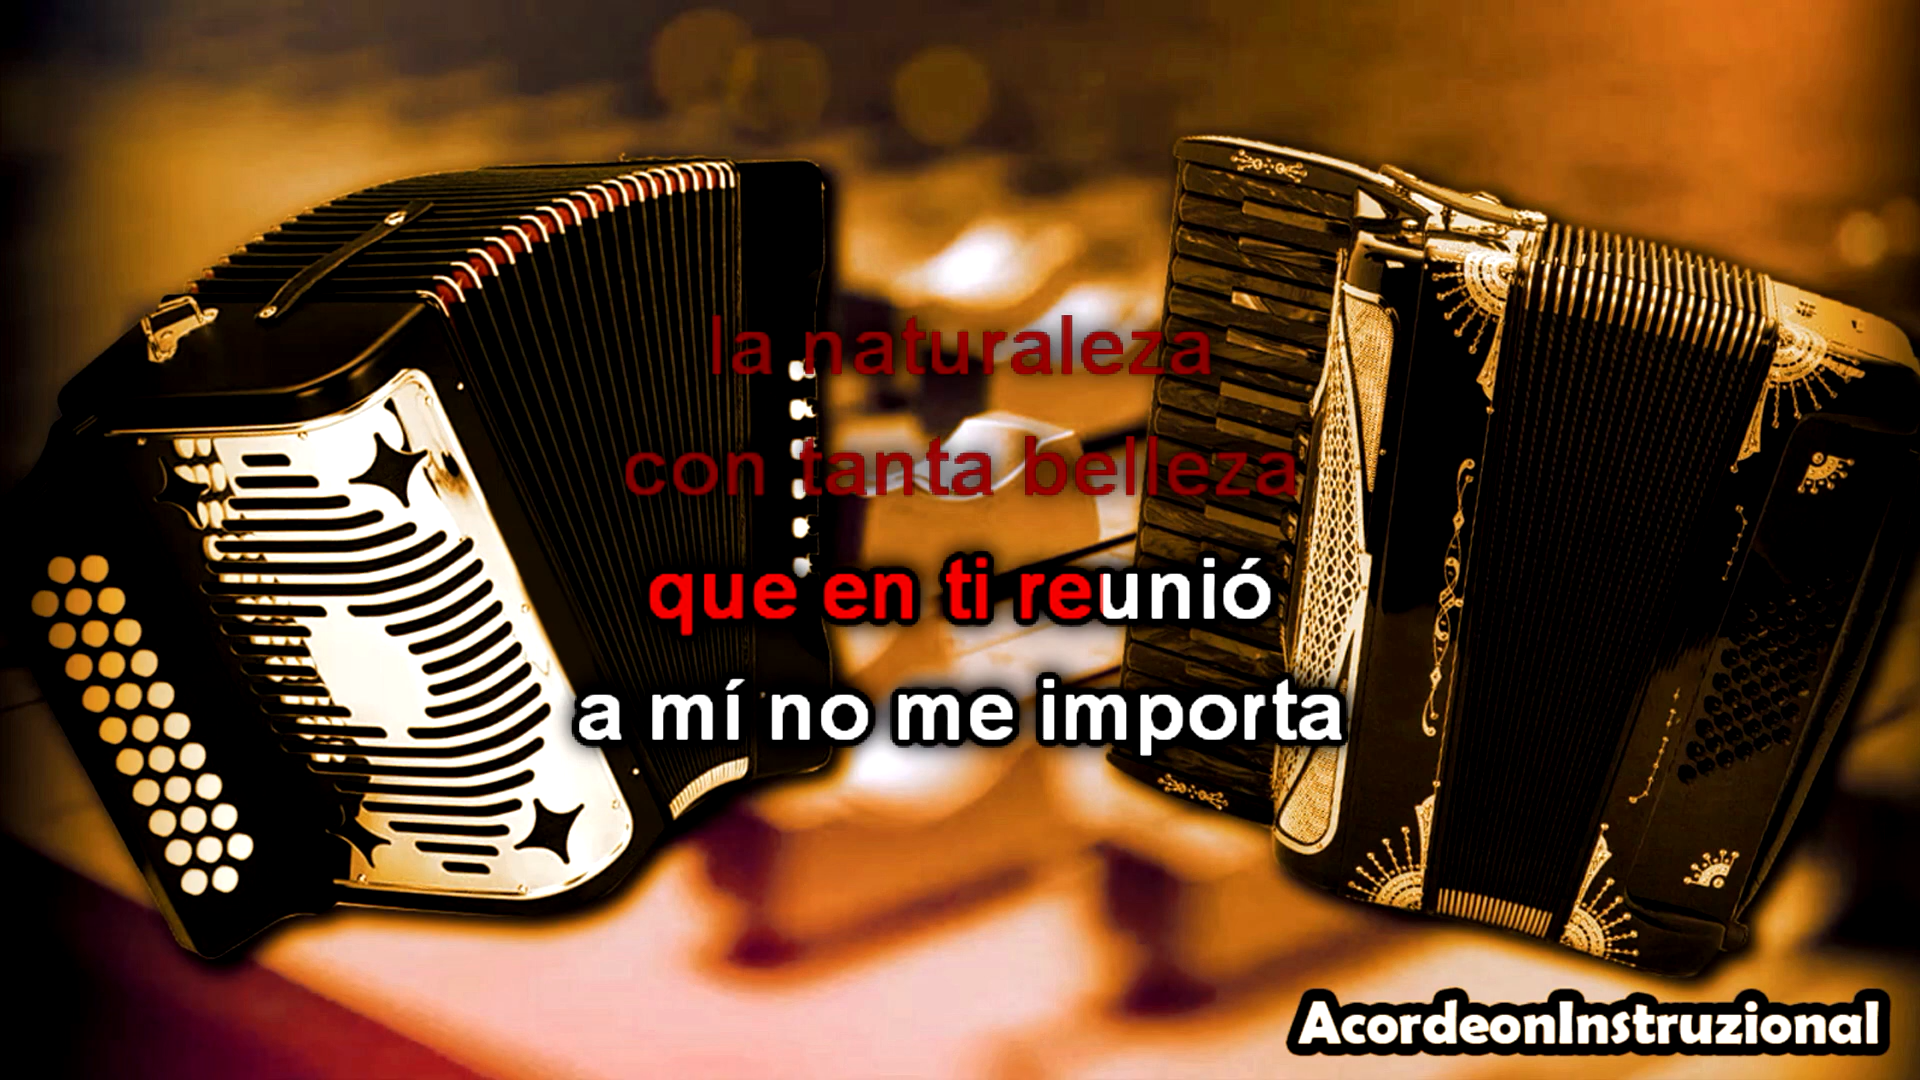 la naturaleza
con tanta belleza
que en ti reunió
a mí no me importa
AcordeonInstruzional